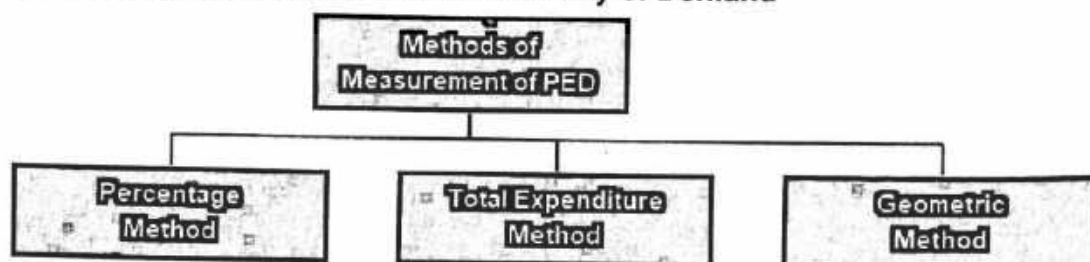 Methods of
Measurement of PED
Percentage
Method
Total Expenditure
Method
Geometric
Method